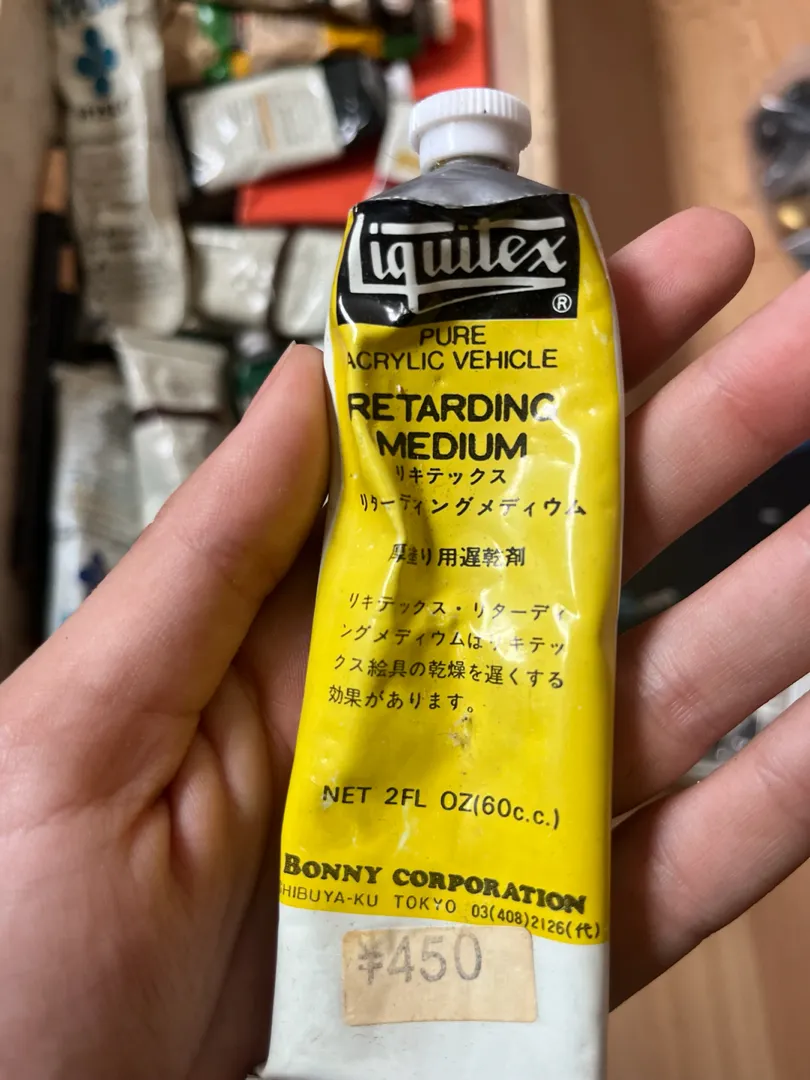 Liquitex
®
PURE
ACRYLIC VEHICLE
RETARDING
MEDIUM
リキテックス
リターディングメディウム
厚塗り用遅乾剤
リキテックス・リターディ
ングメディウムはリキテッ
クス絵具の乾燥を遅くする
効果があります。
NET 2FL OZ(60c.c.)
BONNY CORPORATION
SHIBUYA-KU TOKYO 03(408)2126(代)
¥450